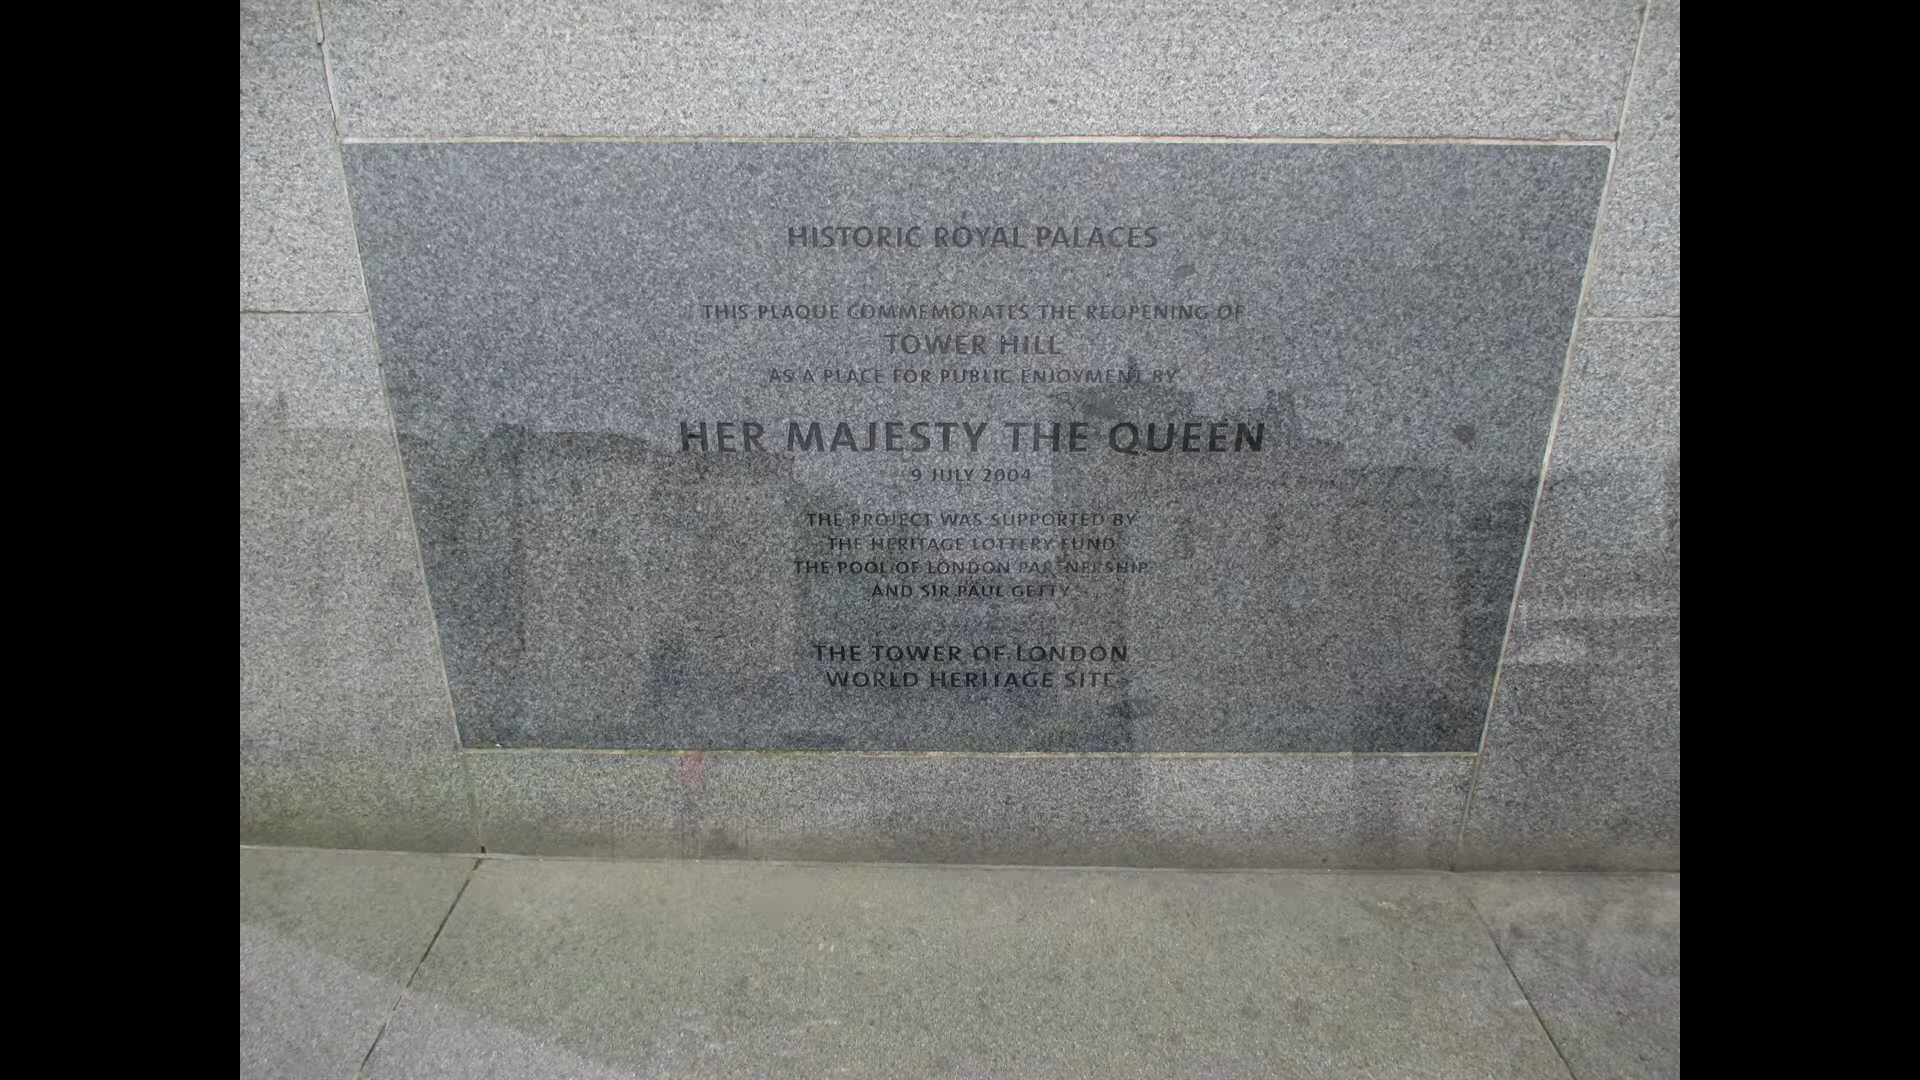 HISTORIC ROYAL PALACES
THIS PLAQUE COMMEMORATES THE REOPENING OF
TOWER HILL
AS A PLACE FOR PUBLIC ENJOYMENT BY
HER MAJESTY THE QUEEN
9 JULY 2004
THE PROJECT WAS SUPPORTED BY
THE HERITAGE LOTTERY FUND
THE POOL OF LONDON PARTNERSHIP
AND SIR PAUL GETTY
THE TOWER OF LONDON
WORLD HERITAGE SITE